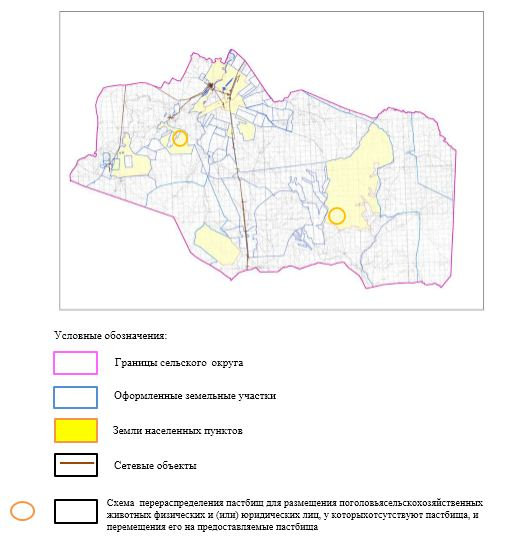 Условные обозначения:
Границы сельского округа
Оформленные земельные участки
Земли населенных пунктов
Сетевые объекты
Схема перераспределения пастбищ для размещения поголовьясельскохозяйственных
животных физических и (или) юридических лиц, у которыхотсутствуют пастбища, и
перемещения его на предоставляемые пастбища